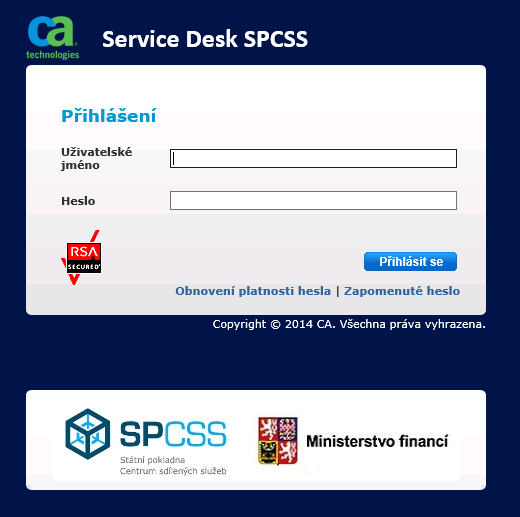 ca
technologies
Service Desk SPCSS
Přihlášení
Uživatelské
jméno
Heslo
RSA
SECURED
Přihlásit se
Obnovení platnosti hesla | Zapomenuté heslo
Copyright © 2014 CA. Všechna práva vyhrazena.
SPCSS
Státní pokladna
Centrum sdílených služeb
Ministerstvo financí